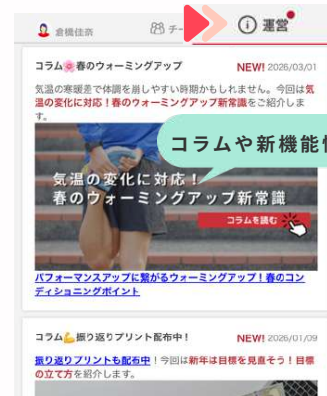 倉橋佳奈
チー
運営
コラム🌸春のウォーミングアップ
NEW! 2026/03/01
気温の寒暖差で体調を崩しやすい時期かもしれません。今回は気
温の変化に対応！春のウォーミングアップ新常識をご紹介しま
す。
コラムや新機能情
気温の変化に対応！
春のウォーミングアップ新常識
コラムを読む
パフォーマンスアップに繋がるウォーミングアップ！春のコン
ディショニングポイント
コラム💪振り返りプリント配布中！
NEW! 2026/01/09
振り返りプリントも配布中！今回は新年は目標を見直そう！目標
の立て方を紹介します。